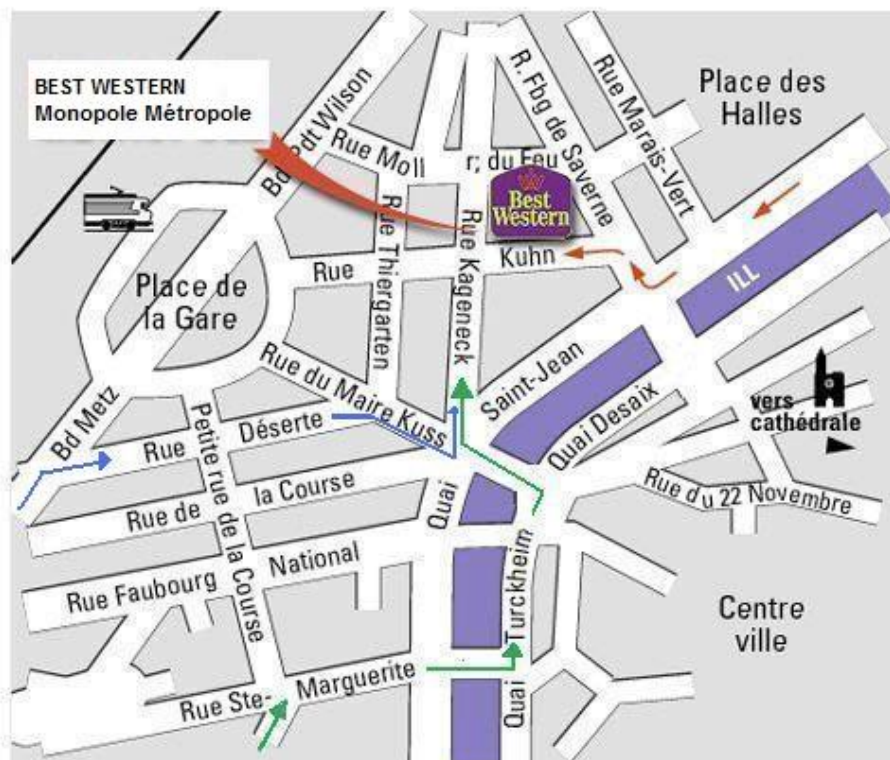 BEST WESTERN
Monopole Métropole
Bd Pdt Wilson
Rue Moll
r; du Feu
R. Fbg de Saverne
Rue Marais-Vert
Place des
Halles
Best
Western
Rue Thiergarten
Rue Kageneck
Rue
Kuhn
ILL
Place de
la Gare
Rue du Maire Kuss
Saint-Jean
Quai Desaix
vers
cathédrale
Bd Metz
Rue
Déserte
Petite rue de la Course
Rue de
la Course
Quai
Rue du 22 Novembre
Rue Faubourg
National
Quai
Turckheim
Centre
ville
Rue Ste-
Marguerite